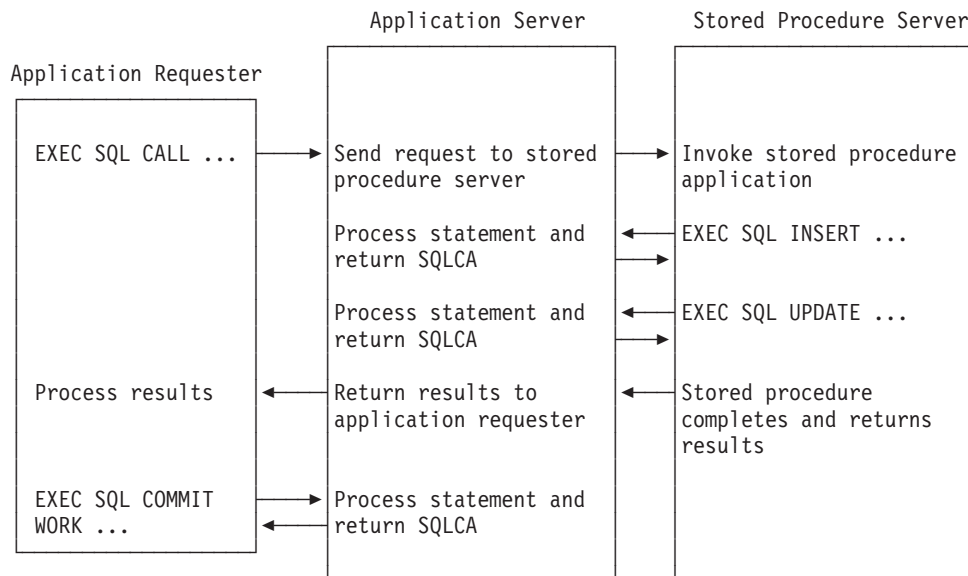 Application Server
Stored Procedure Server
Application Requester
EXEC SQL CALL ...
Send request to stored
procedure server
Invoke stored procedure
application
Process statement and
return SQLCA
EXEC SQL INSERT ...
Process statement and
return SQLCA
EXEC SQL UPDATE ...
Process results
Return results to
application requester
Stored procedure
completes and returns
results
EXEC SQL COMMIT
WORK ...
Process statement and
return SQLCA